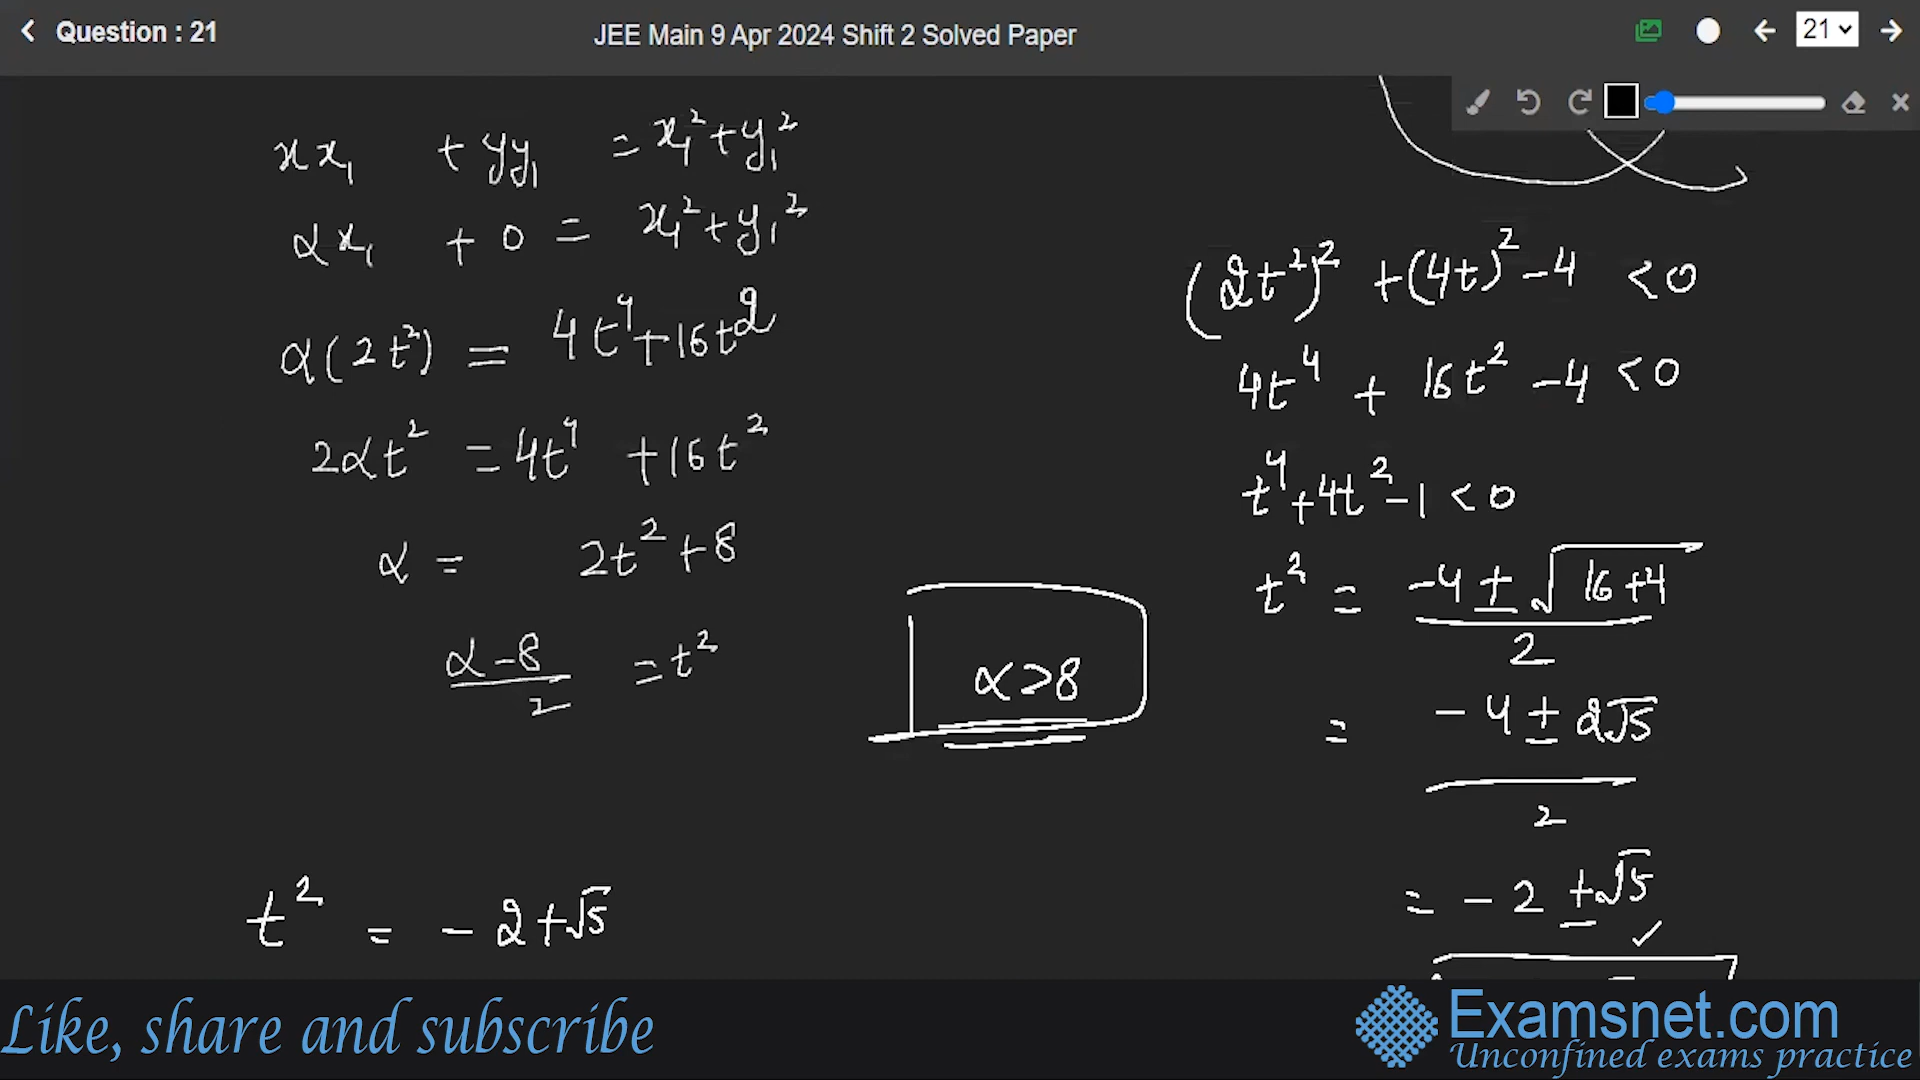 Question : 21
JEE Main 9 Apr 2024 Shift 2 Solved Paper
21
xx₁ + yy₁ = x₁² + y₁²
αx₁ + 0 = x₁² + y₁²
α(2t²) = 4t⁴ + 16t²
2αt² = 4t⁴ + 16t²
α = 2t² + 8
(α - 8)/2 = t²
α > 8
t² = -2 + √5
(2t²)² + (4t)² - 4 < 0
4t⁴ + 16t² - 4 < 0
t⁴ + 4t² - 1 < 0
t² = (-4 ± √(16 + 4))/2
= (-4 ± 2√5)/2
= -2 ± √5
Like, share and subscribe
Examsnet.com
Unconfined exams practice